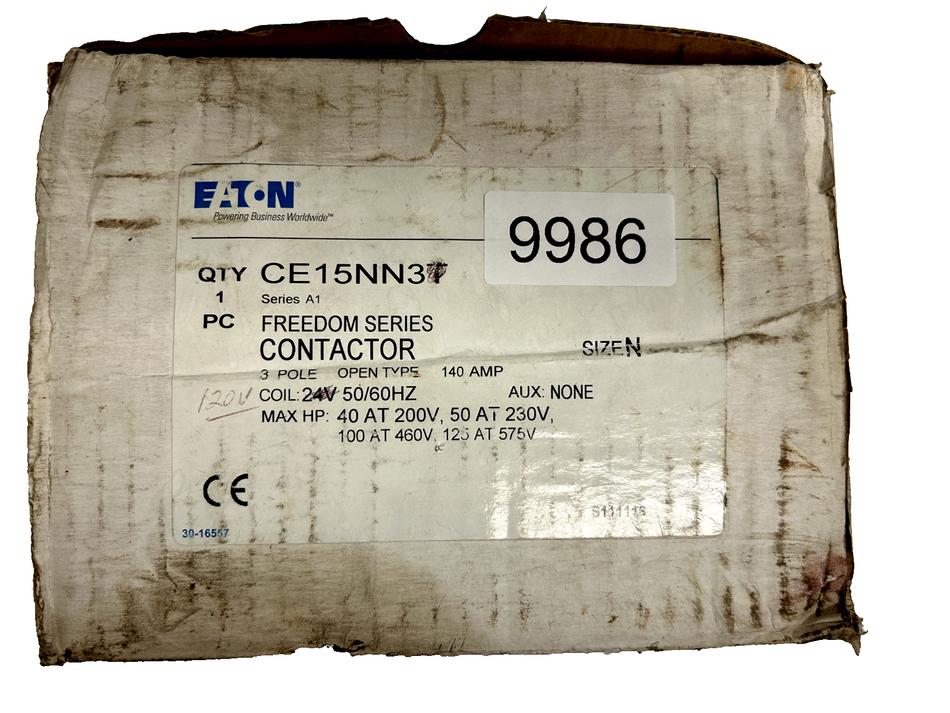 EATON®
Powering Business Worldwide™
9986
QTY CE15NN3T
1 Series A1
PC FREEDOM SERIES
CONTACTOR SIZE N
3 POLE OPEN TYPE 140 AMP
120V COIL: 24V 50/60HZ AUX: NONE
MAX HP: 40 AT 200V, 50 AT 230V,
100 AT 460V, 125 AT 575V
CE
S111116
30-16557